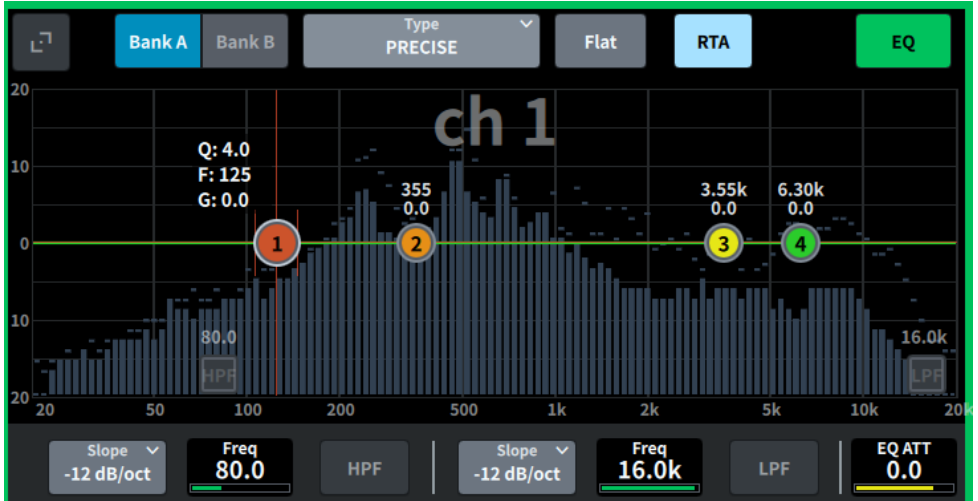 Bank A
Bank B
Type
PRECISE
Flat
RTA
EQ
ch 1
20
10
0
10
20
Q: 4.0
F: 125
G: 0.0
355
0.0
3.55k
0.0
6.30k
0.0
1
2
3
4
80.0
HPF
16.0k
LPF
20
50
100
200
500
1k
2k
5k
10k
20k
Slope
-12 dB/oct
Freq
80.0
HPF
Slope
-12 dB/oct
Freq
16.0k
LPF
EQ ATT
0.0